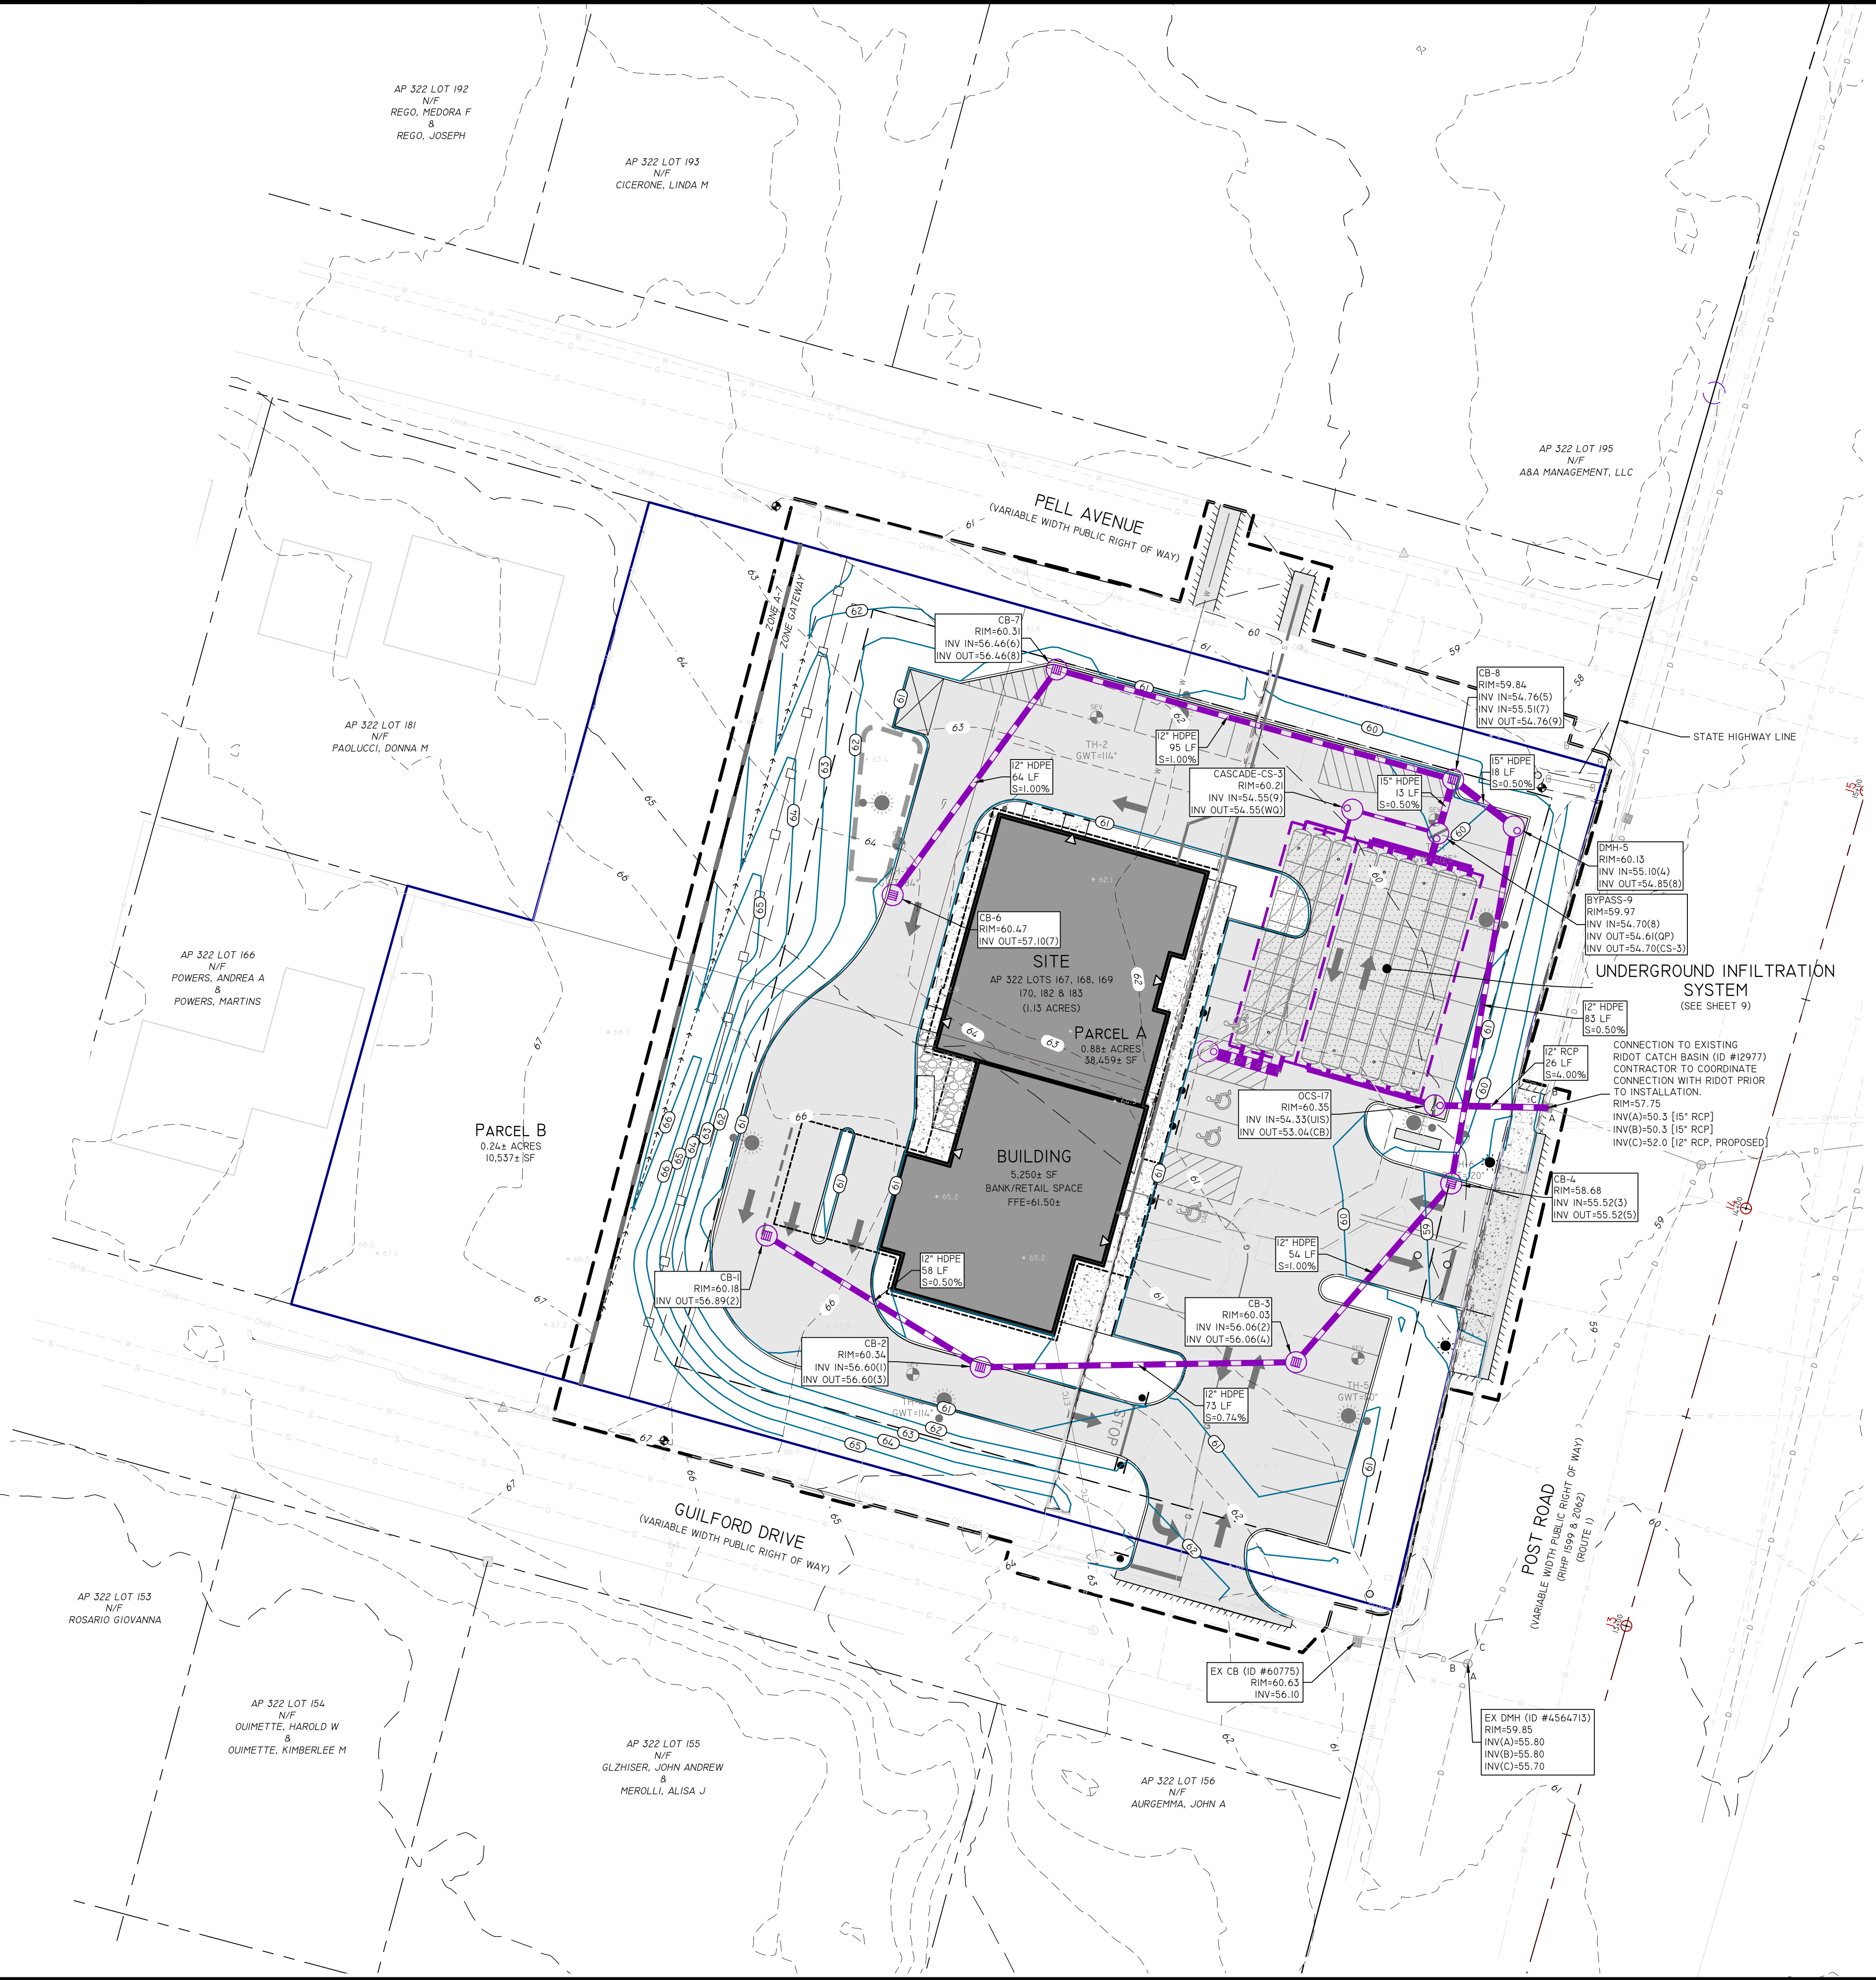 AP 322 LOT 192
N/F
REGO, MEDORA F
&
REGO, JOSEPH
AP 322 LOT 193
N/F
CICERONE, LINDA M
AP 322 LOT 195
N/F
A&A MANAGEMENT, LLC
PELL AVENUE
(VARIABLE WIDTH PUBLIC RIGHT OF WAY)
STATE HIGHWAY LINE
ZONE A-7
ZONE GATEWAY
CB-7
RIM=60.31
INV IN=56.46(6)
INV OUT=56.46(8)
CB-8
RIM=59.84
INV IN=54.76(5)
INV IN=55.51(7)
INV OUT=54.76(9)
12" HDPE
95 LF
S=1.00%
12" HDPE
64 LF
S=1.00%
15" HDPE
18 LF
S=0.50%
15" HDPE
13 LF
S=0.50%
CASCADE-CS-3
RIM=60.21
INV IN=54.55(9)
INV OUT=54.55(WQ)
TH-2
GWT=114"
SEV
DMH-5
RIM=60.13
INV IN=55.10(4)
INV OUT=54.85(8)
BYPASS-9
RIM=59.97
INV IN=54.70(8)
INV OUT=54.61(QP)
INV OUT=54.70(CS-3)
UNDERGROUND INFILTRATION
SYSTEM
(SEE SHEET 9)
12" HDPE
83 LF
S=0.50%
12" RCP
26 LF
S=4.00%
CONNECTION TO EXISTING
RIDOT CATCH BASIN (ID #12977)
CONTRACTOR TO COORDINATE
CONNECTION WITH RIDOT PRIOR
TO INSTALLATION.
RIM=57.75
INV(A)=50.3 [15" RCP]
INV(B)=50.3 [15" RCP]
INV(C)=52.0 [12" RCP, PROPOSED]
CB-6
RIM=60.47
INV OUT=57.10(7)
AP 322 LOT 181
N/F
PAOLUCCI, DONNA M
AP 322 LOT 166
N/F
POWERS, ANDREA A
&
POWERS, MARTINS
SITE
AP 322 LOTS 167, 168, 169
170, 182 & 183
(1.13 ACRES)
PARCEL A
0.88± ACRES
38,459± SF
OCS-17
RIM=60.35
INV IN=54.33(UIS)
INV OUT=53.04(CB)
PARCEL B
0.24± ACRES
10,537± SF
BUILDING
5,250± SF
BANK/RETAIL SPACE
FFE=61.50±
CB-4
RIM=58.68
INV IN=55.52(3)
INV OUT=55.52(5)
12" HDPE
54 LF
S=1.00%
CB-1
RIM=60.18
INV OUT=56.89(2)
12" HDPE
58 LF
S=0.50%
CB-3
RIM=60.03
INV IN=56.06(2)
INV OUT=56.06(4)
CB-2
RIM=60.34
INV IN=56.60(1)
INV OUT=56.60(3)
12" HDPE
73 LF
S=0.74%
GWT=114"
TH-5
STOP
GUILFORD DRIVE
(VARIABLE WIDTH PUBLIC RIGHT OF WAY)
POST ROAD
(VARIABLE WIDTH PUBLIC RIGHT OF WAY)
(RIHP 1599 & 2062)
(ROUTE 1)
EX CB (ID #60775)
RIM=60.63
INV=56.10
EX DMH (ID #4564713)
RIM=59.85
INV(A)=55.80
INV(B)=55.80
INV(C)=55.70
AP 322 LOT 153
N/F
ROSARIO GIOVANNA
AP 322 LOT 154
N/F
OUIMETTE, HAROLD W
&
OUIMETTE, KIMBERLEE M
AP 322 LOT 155
N/F
GLZHISER, JOHN ANDREW
&
MEROLLI, ALISA J
AP 322 LOT 156
N/F
AURGEMMA, JOHN A